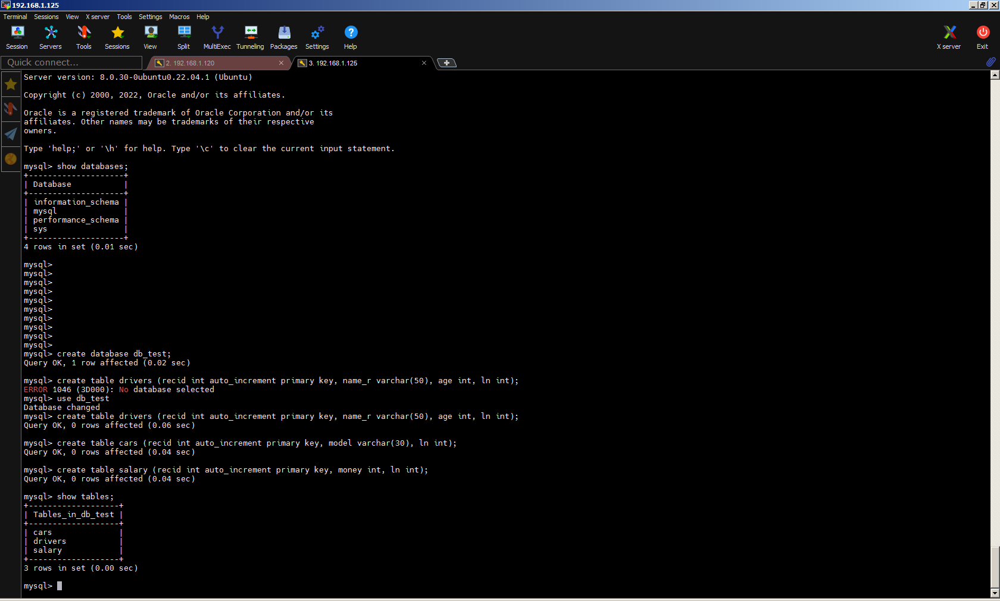 192.168.1.125
Terminal Sessions View X server Tools Settings Macros Help
Session Servers Tools Sessions View Split MultiExec Tunneling Packages Settings Help X server Exit
Quick connect... 2. 192.168.1.120 3. 192.168.1.125
Server version: 8.0.30-0ubuntu0.22.04.1 (Ubuntu)
Copyright (c) 2000, 2022, Oracle and/or its affiliates.
Oracle is a registered trademark of Oracle Corporation and/or its
affiliates. Other names may be trademarks of their respective
owners.
Type 'help;' or '\h' for help. Type '\c' to clear the current input statement.
mysql> show databases;
+--------------------+
| Database           |
+--------------------+
| information_schema |
| mysql              |
| performance_schema |
| sys                |
+--------------------+
4 rows in set (0.01 sec)
mysql>
mysql>
mysql>
mysql>
mysql>
mysql>
mysql>
mysql>
mysql>
mysql>
mysql> create database db_test;
Query OK, 1 row affected (0.02 sec)
mysql> create table drivers (recid int auto_increment primary key, name_r varchar(50), age int, ln int);
ERROR 1046 (3D000): No database selected
mysql> use db_test
Database changed
mysql> create table drivers (recid int auto_increment primary key, name_r varchar(50), age int, ln int);
Query OK, 0 rows affected (0.06 sec)
mysql> create table cars (recid int auto_increment primary key, model varchar(30), ln int);
Query OK, 0 rows affected (0.04 sec)
mysql> create table salary (recid int auto_increment primary key, money int, ln int);
Query OK, 0 rows affected (0.04 sec)
mysql> show tables;
+-------------------+
| Tables_in_db_test |
+-------------------+
| cars              |
| drivers           |
| salary            |
+-------------------+
3 rows in set (0.00 sec)
mysql>